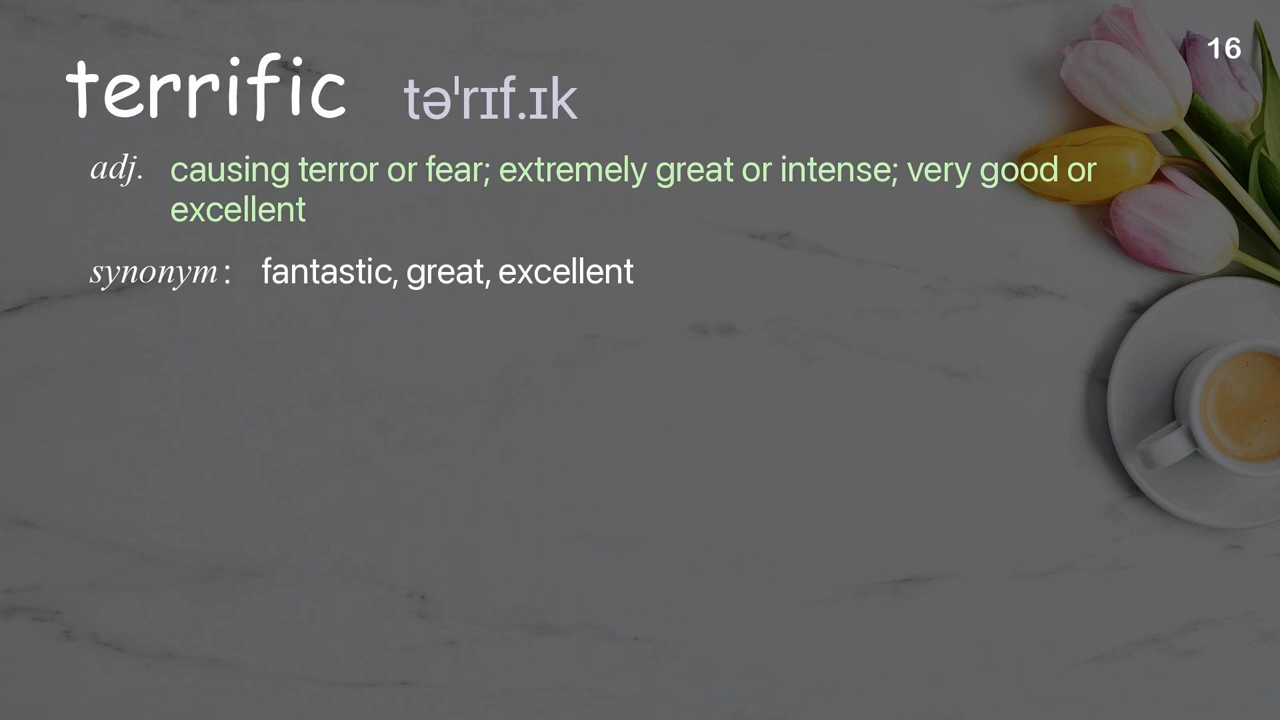 16
terrific təˈrɪf.ɪk
adj. causing terror or fear; extremely great or intense; very good or
excellent
synonym: fantastic, great, excellent